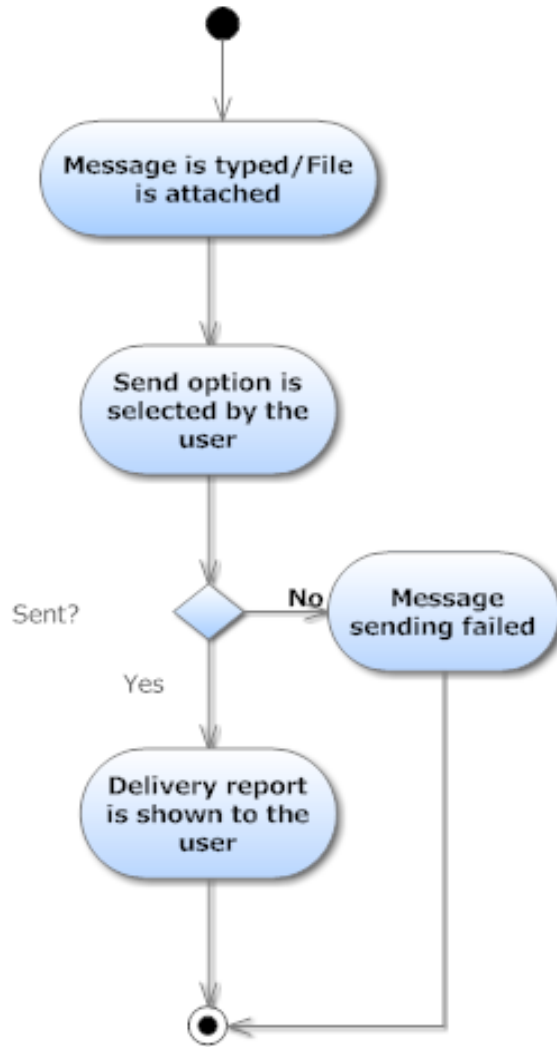 Message is typed/File
is attached
Send option is
selected by the
user
Sent?
No
Message
sending failed
Yes
Delivery report
is shown to the
user